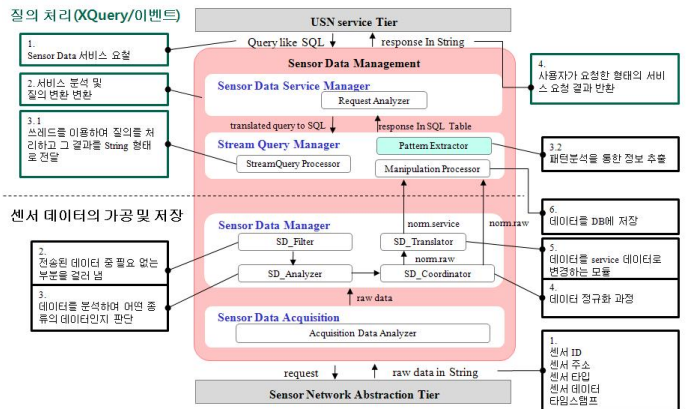 질의 처리(XQuery/이벤트)
USN service Tier
1.
Sensor Data 서비스 요청
Query like SQL
response In String
4.
사용자가 요청한 형태의 서비
스 요청 결과 반환
Sensor Data Management
2. 서비스 분석 및
질의 변환 변환
Sensor Data Service Manager
Request Analyzer
3.1
쓰레드를 이용하여 질의를 처
리하고 그 결과를 String 형태
로 전달
translated query to SQL
response In SQL Table
Stream Query Manager
Pattern Extractor
StreamQuery Processor
Manipulation Processor
3.2
패턴분석을 통한 정보 추출
6.
데이터를 DB에 저장
센서 데이터의 가공 및 저장
norm.service
norm.raw
Sensor Data Manager
2.
전송된 데이터 중 필요 없는
부분을 걸러 냄
SD_Filter
SD_Translator
5.
데이터를 service 데이터로
변경하는 모듈
norm.raw
3.
데이터를 분석하여 어떤 종
류의 데이터인지 판단
SD_Analyzer
SD_Coordinator
4.
데이터 정규화 과정
raw data
Sensor Data Acquisition
Acquisition Data Analyzer
1.
센서 ID
센서 주소
센서 타입
센서 데이터
타임스탬프
request
raw data in String
Sensor Network Abstraction Tier